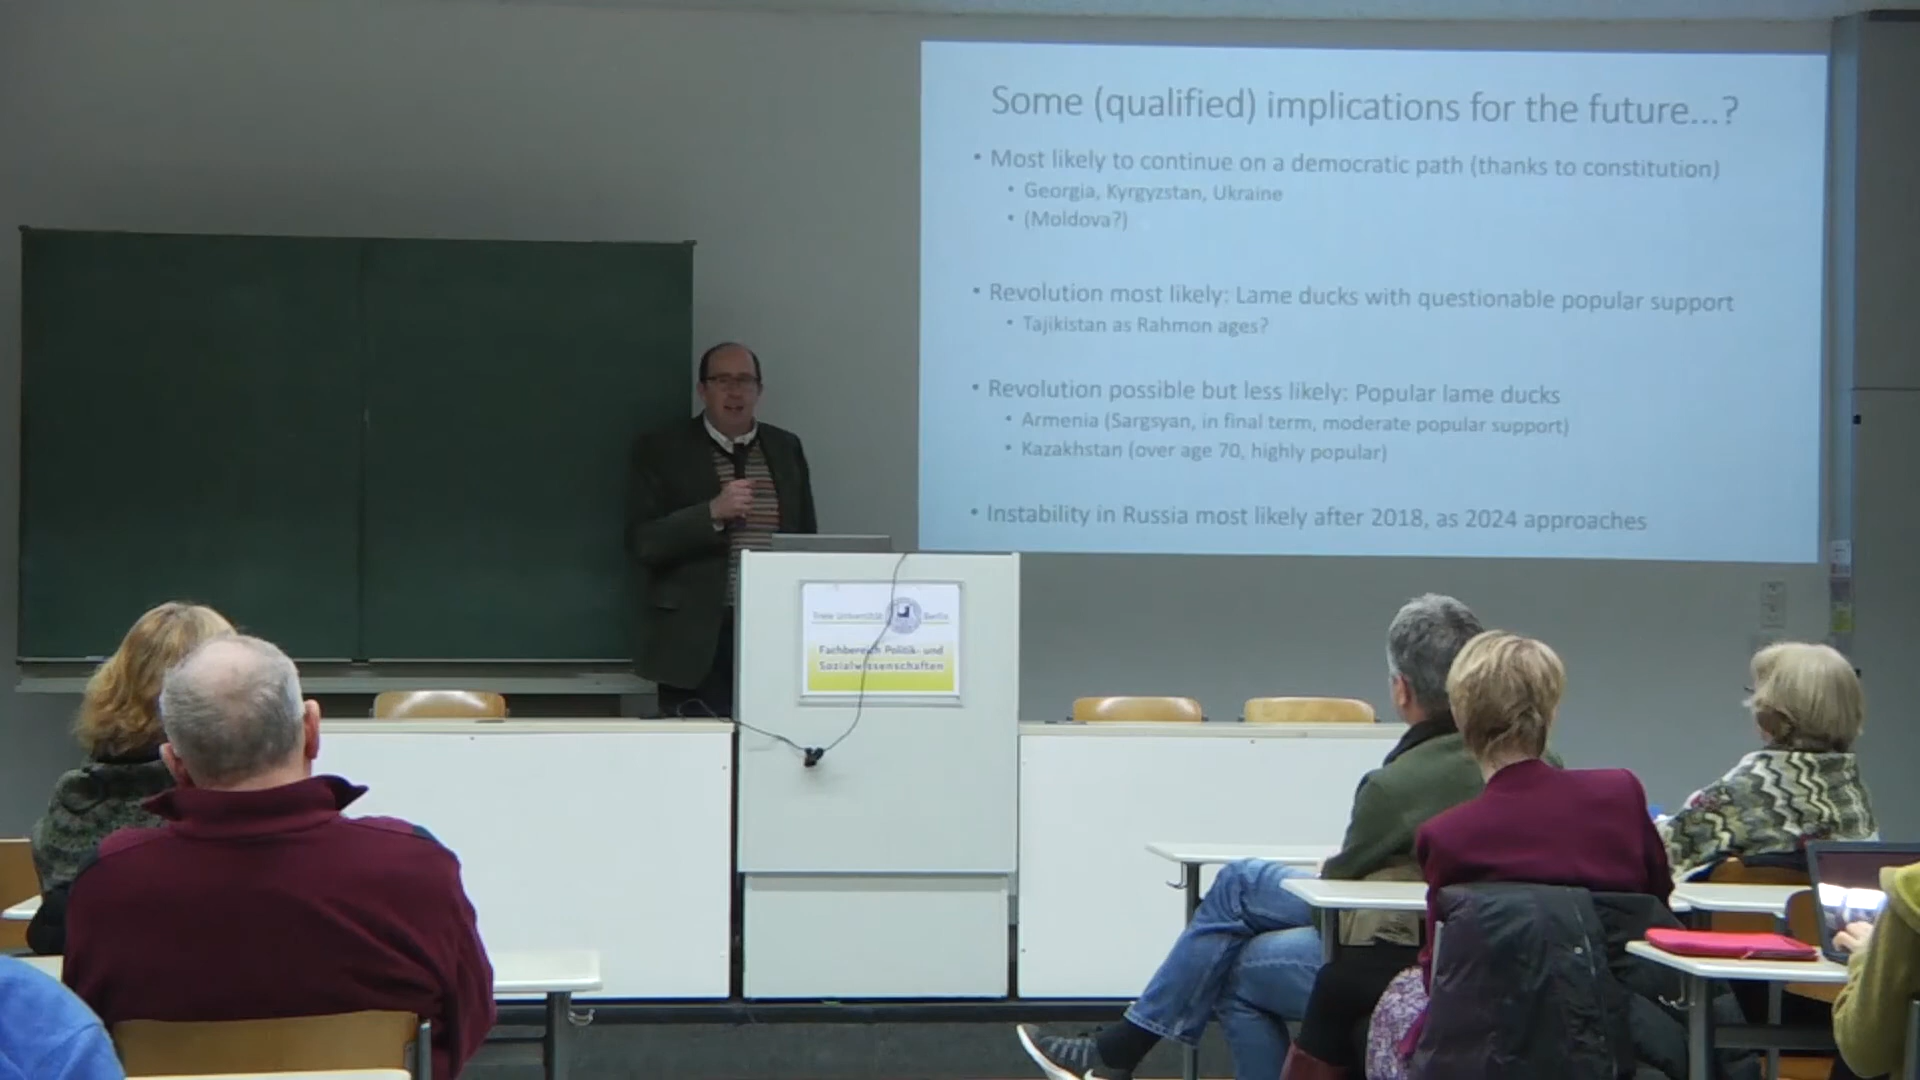 Some (qualified) implications for the future...?
• Most likely to continue on a democratic path (thanks to constitution)
• Georgia, Kyrgyzstan, Ukraine
• (Moldova?)
• Revolution most likely: Lame ducks with questionable popular support
• Tajikistan as Rahmon ages?
• Revolution possible but less likely: Popular lame ducks
• Armenia (Sargsyan, in final term, moderate popular support)
• Kazakhstan (over age 70, highly popular)
• Instability in Russia most likely after 2018, as 2024 approaches
Freie Universität Berlin
Fachbereich Politik- und
Sozialwissenschaften